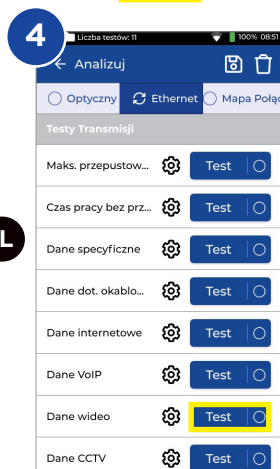 4
Liczba testów: 11 100% 08:51
Analizuj
Optyczny Ethernet Mapa Połąc
Testy Transmisji
Maks. przepustow... Test
Czas pracy bez prz... Test
L
Dane specyficzne Test
Dane dot. okablo... Test
Dane internetowe Test
Dane VoIP Test
Dane wideo Test
Dane CCTV Test